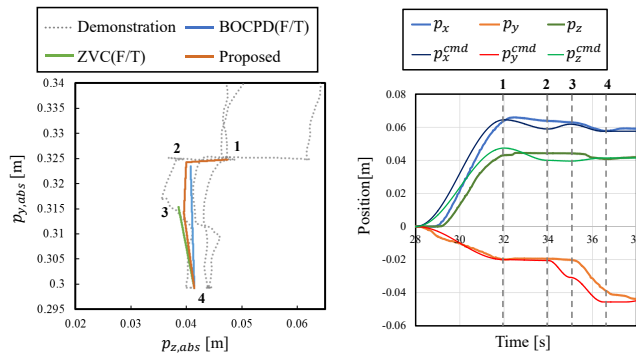 Demonstration BOCPD(F/T)
ZVC(F/T) Proposed
0.34
0.335
0.33
0.325
0.32
0.315
0.31
0.305
0.3
0.295
0.02 0.03 0.04 0.05 0.06
p_{y,abs} [m]
p_{z,abs} [m]
1
2
3
4
p_x p_y p_z
p_x^{cmd} p_y^{cmd} p_z^{cmd}
1 2 3 4
0.08
0.06
0.04
0.02
0
-0.02
-0.04
-0.06
28 30 32 34 36 3
Position[m]
Time [s]